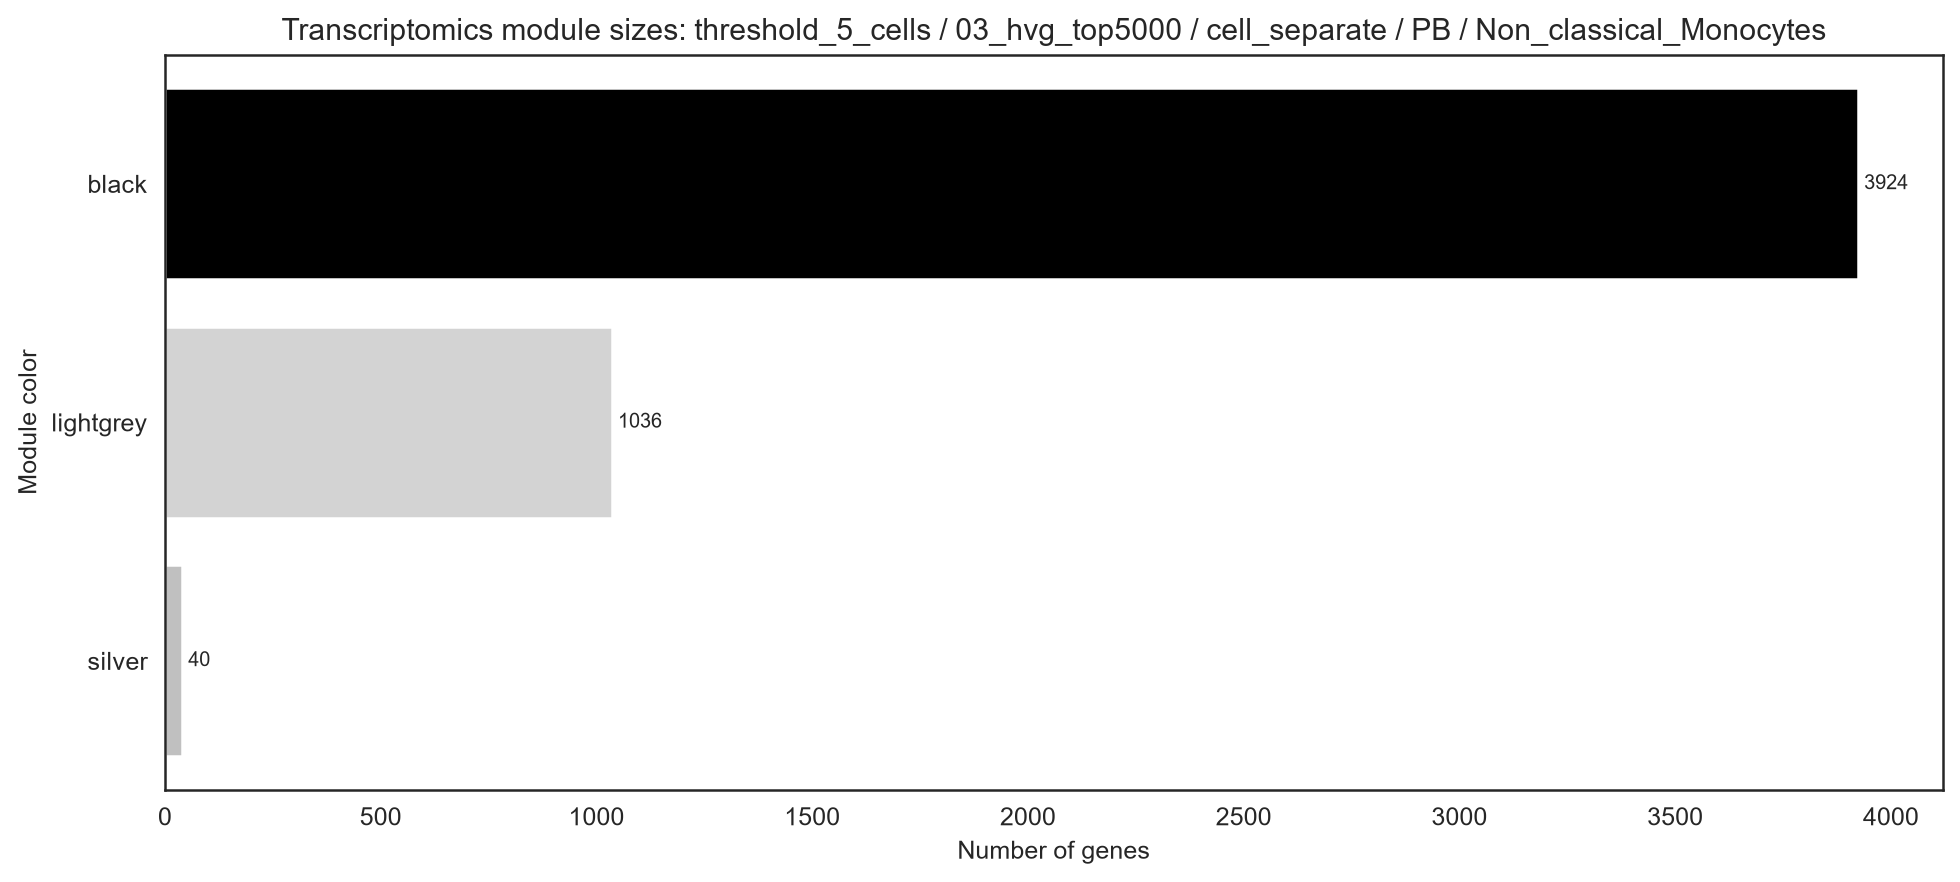 Transcriptomics module sizes: threshold_5_cells / 03_hvg_top5000 / cell_separate / PB / Non_classical_Monocytes
Module color
black
3924
lightgrey
1036
silver
40
0 500 1000 1500 2000 2500 3000 3500 4000
Number of genes